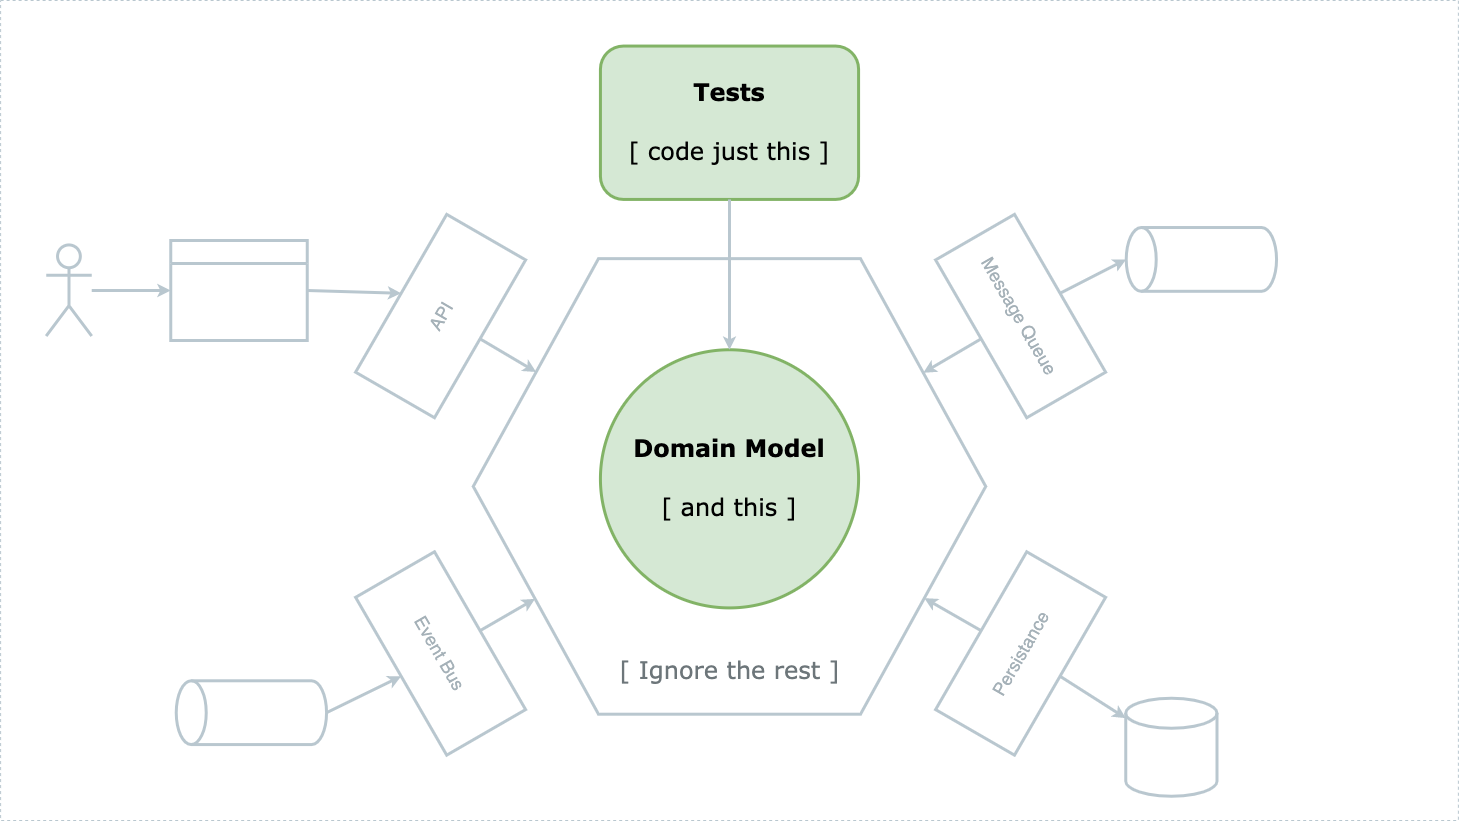 Tests
[ code just this ]
API
Message Queue
Domain Model
[ and this ]
Event Bus
[ Ignore the rest ]
Persistance